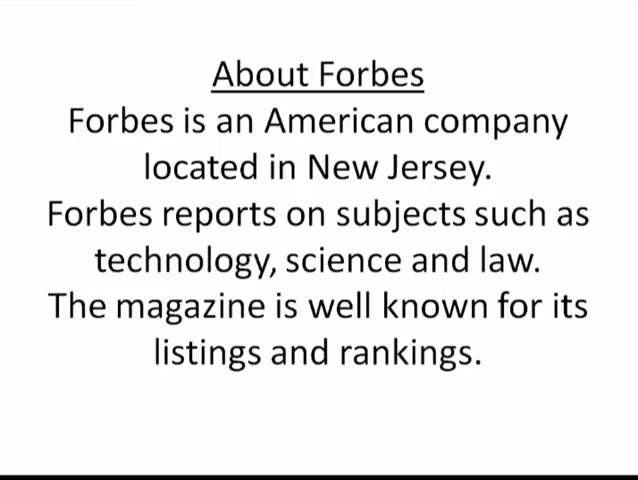 About Forbes
Forbes is an American company
located in New Jersey.
Forbes reports on subjects such as
technology, science and law.
The magazine is well known for its
listings and rankings.